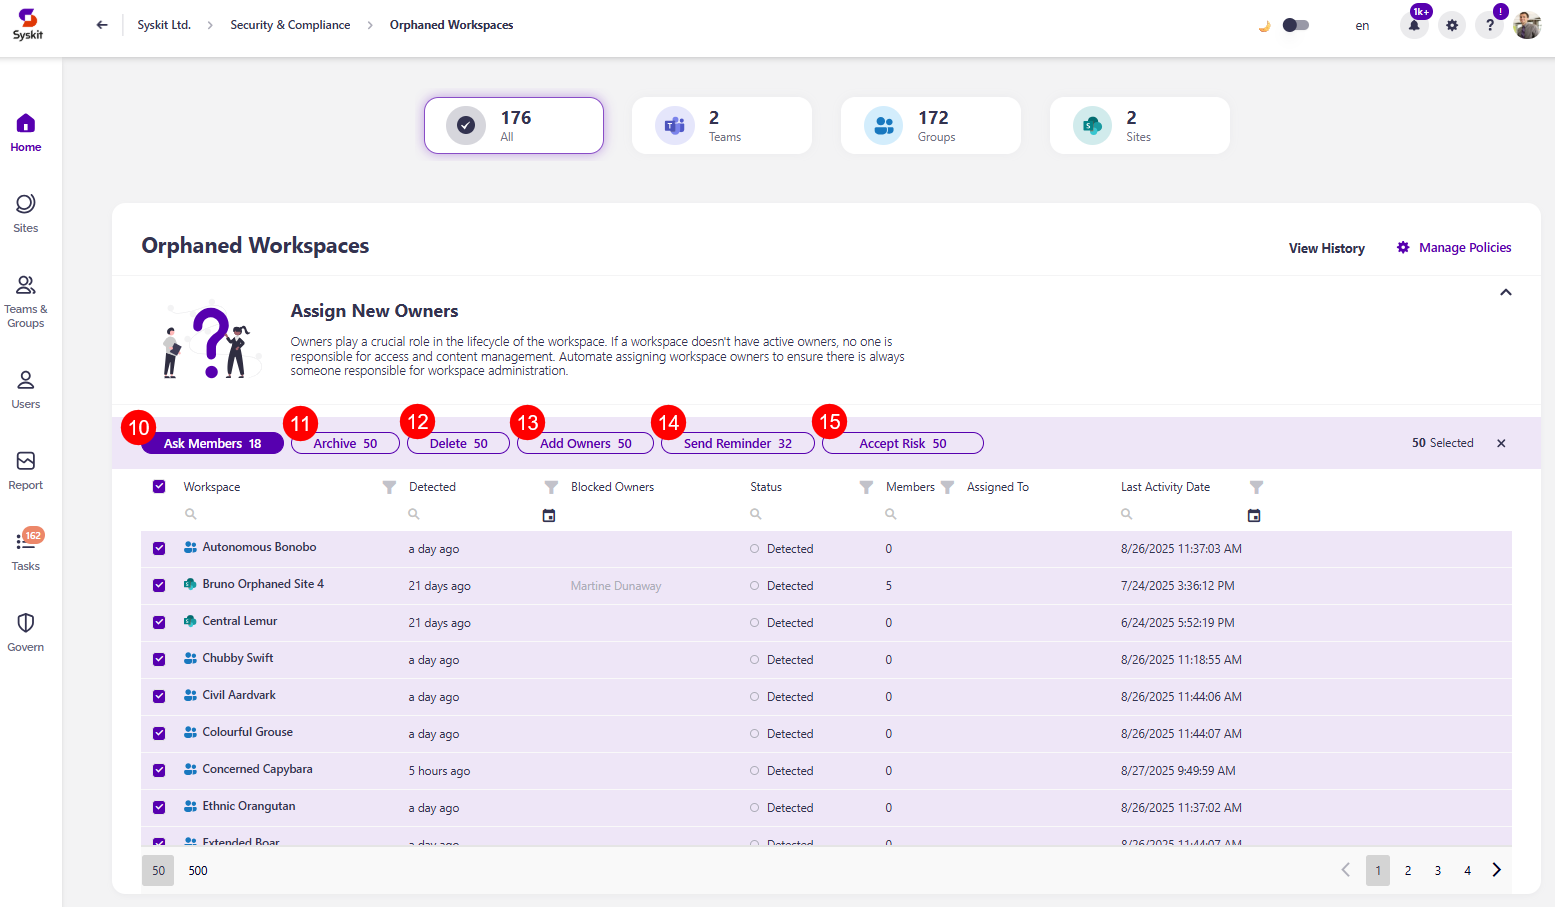 Syskit
Syskit Ltd. > Security & Compliance > Orphaned Workspaces
en
1k+
!
?
Home
Sites
Teams &
Groups
Users
Report
162
Tasks
Govern
176
All
2
Teams
172
Groups
2
Sites
Orphaned Workspaces
View History
Manage Policies
Assign New Owners
Owners play a crucial role in the lifecycle of the workspace. If a workspace doesn't have active owners, no one is
responsible for access and content management. Automate assigning workspace owners to ensure there is always
someone responsible for workspace administration.
10 11 12 13 14 15
Ask Members 18 Archive 50 Delete 50 Add Owners 50 Send Reminder 32 Accept Risk 50 50 Selected
Workspace Detected Blocked Owners Status Members Assigned To Last Activity Date
Autonomous Bonobo a day ago Detected 0 8/26/2025 11:37:03 AM
Bruno Orphaned Site 4 21 days ago Martine Dunaway Detected 5 7/24/2025 3:36:12 PM
Central Lemur 21 days ago Detected 0 6/24/2025 5:52:19 PM
Chubby Swift a day ago Detected 0 8/26/2025 11:18:55 AM
Civil Aardvark a day ago Detected 0 8/26/2025 11:44:06 AM
Colourful Grouse a day ago Detected 0 8/26/2025 11:44:07 AM
Concerned Capybara 5 hours ago Detected 0 8/27/2025 9:49:59 AM
Ethnic Orangutan a day ago Detected 0 8/26/2025 11:37:02 AM
Extended Boar a day ago Detected 0 8/26/2025 11:44:07 AM
50 500
1 2 3 4